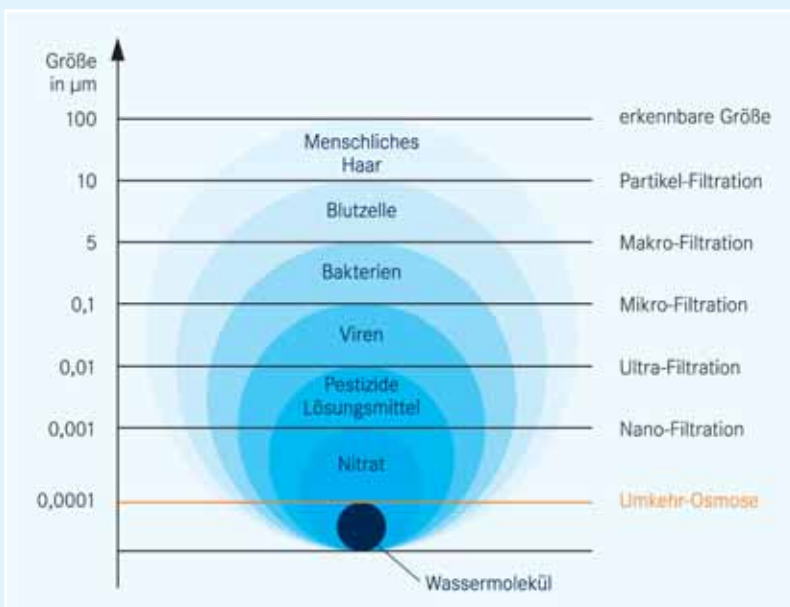 Größe
in µm
100
erkennbare Größe
Menschliches
Haar
10
Partikel-Filtration
Blutzelle
5
Makro-Filtration
Bakterien
0,1
Mikro-Filtration
Viren
0,01
Ultra-Filtration
Pestizide
Lösungsmittel
0,001
Nano-Filtration
Nitrat
0,0001
Umkehr-Osmose
Wassermolekül